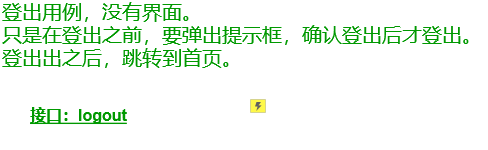 登出用例，没有界面。
只是在登出之前，要弹出提示框，确认登出后才登出。
登出出之后，跳转到首页。
接口：logout